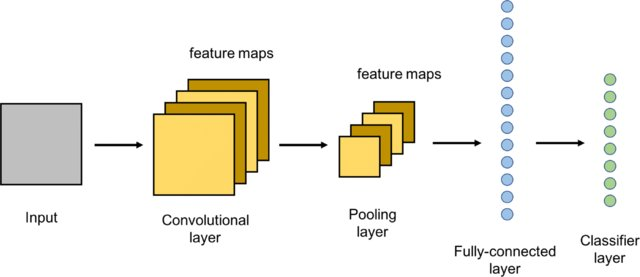 feature maps
feature maps
Input
Convolutional
layer
Pooling
layer
Fully-connected
layer
Classifier
layer